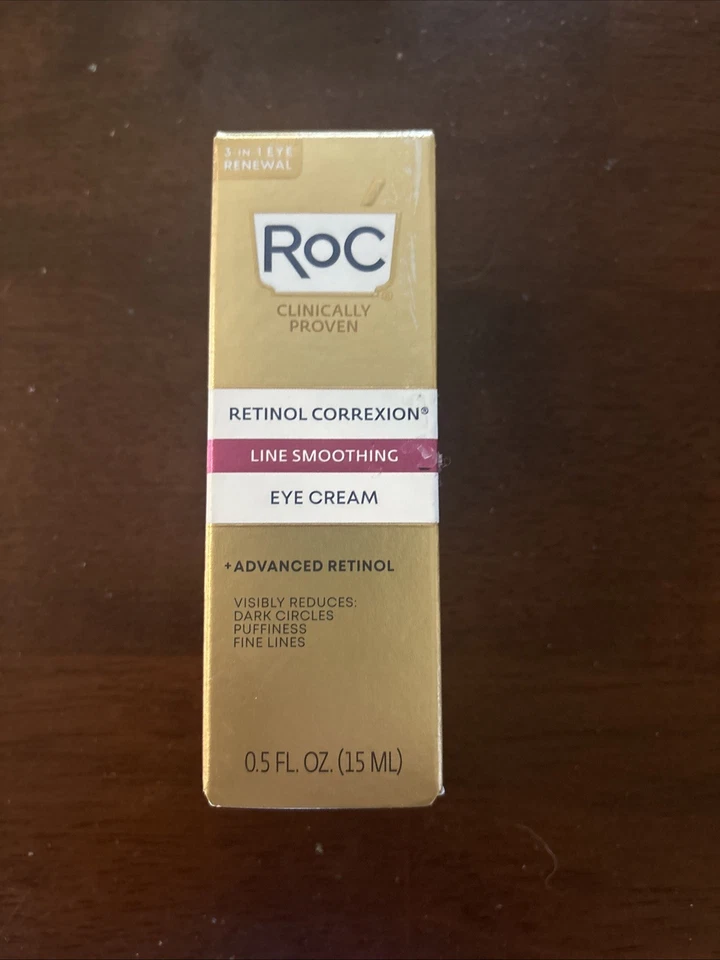 3 IN 1 EYE
RENEWAL
RoC®
CLINICALLY
PROVEN
RETINOL CORREXION®
LINE SMOOTHING
EYE CREAM
+ADVANCED RETINOL
VISIBLY REDUCES:
DARK CIRCLES
PUFFINESS
FINE LINES
0.5 FL. OZ. (15 ML)